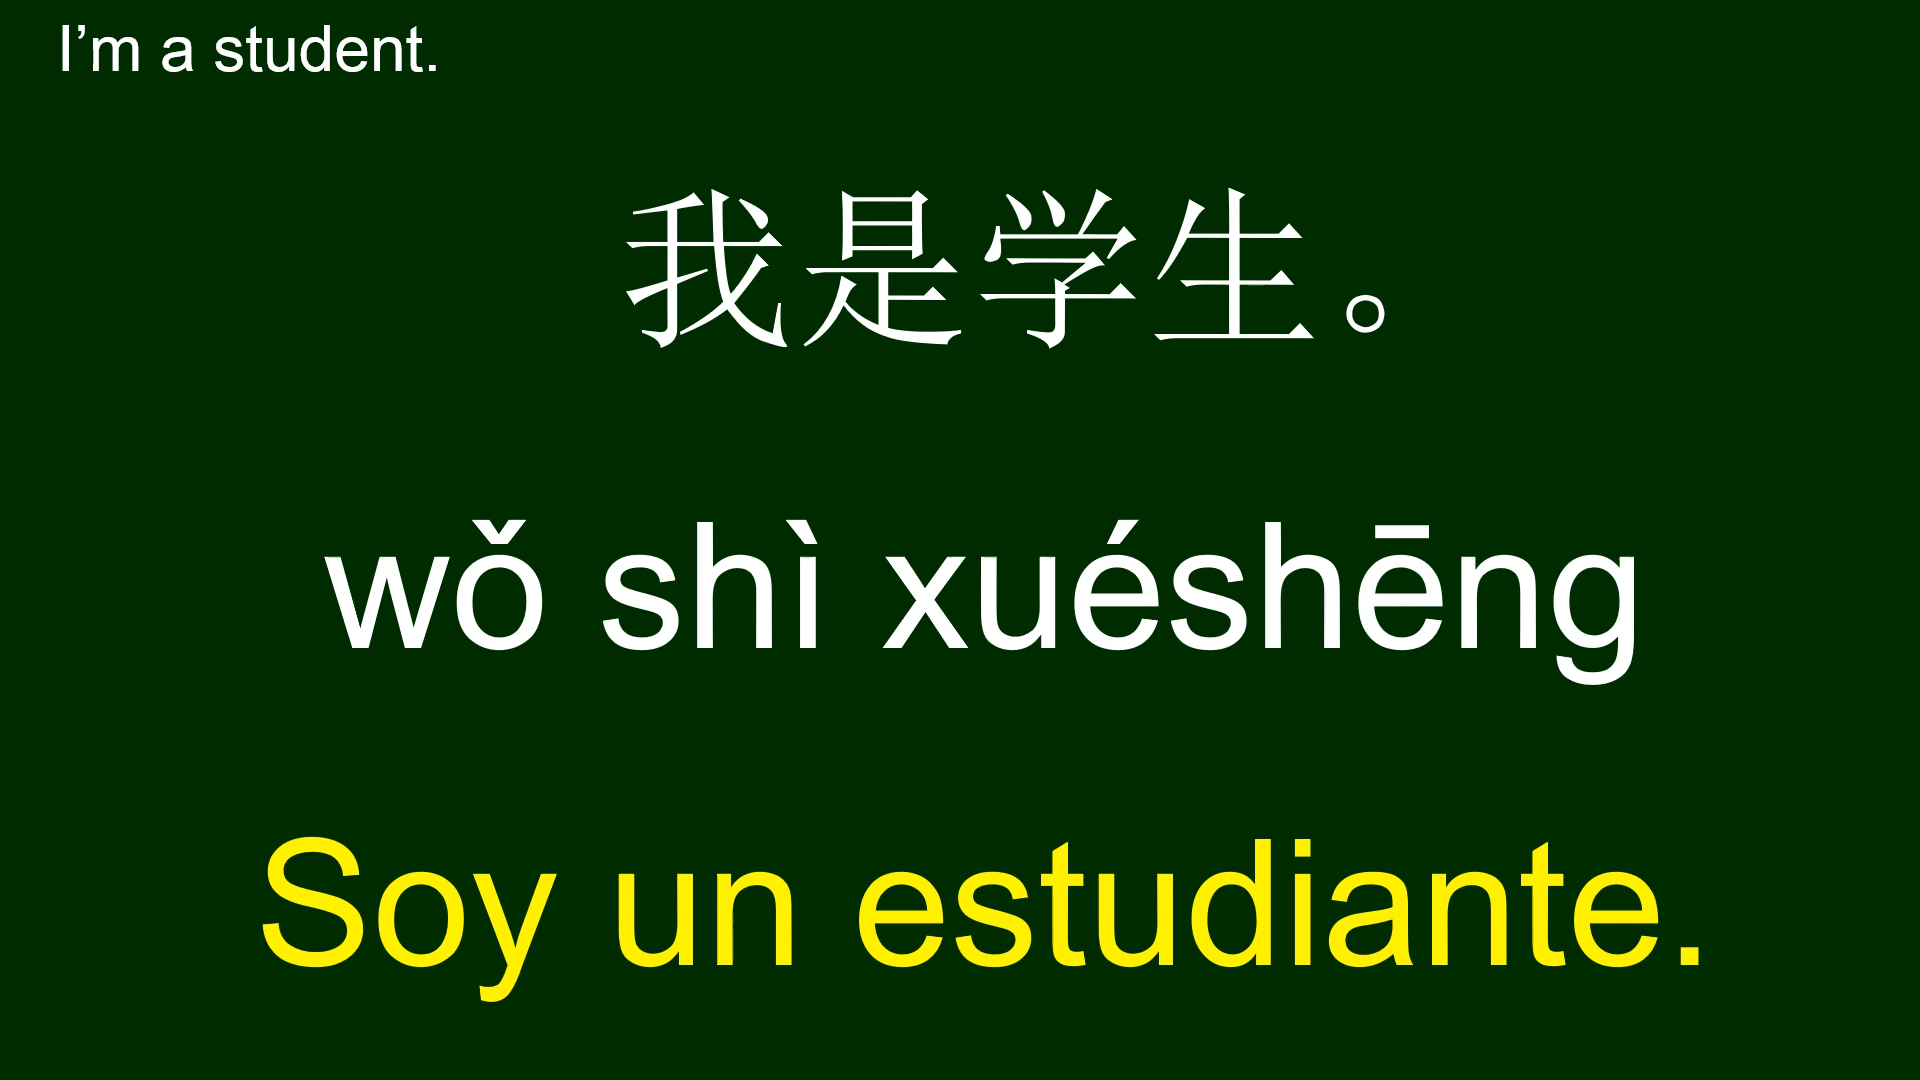 I’m a student.
我是学生。
wǒ shì xuéshēng
Soy un estudiante.